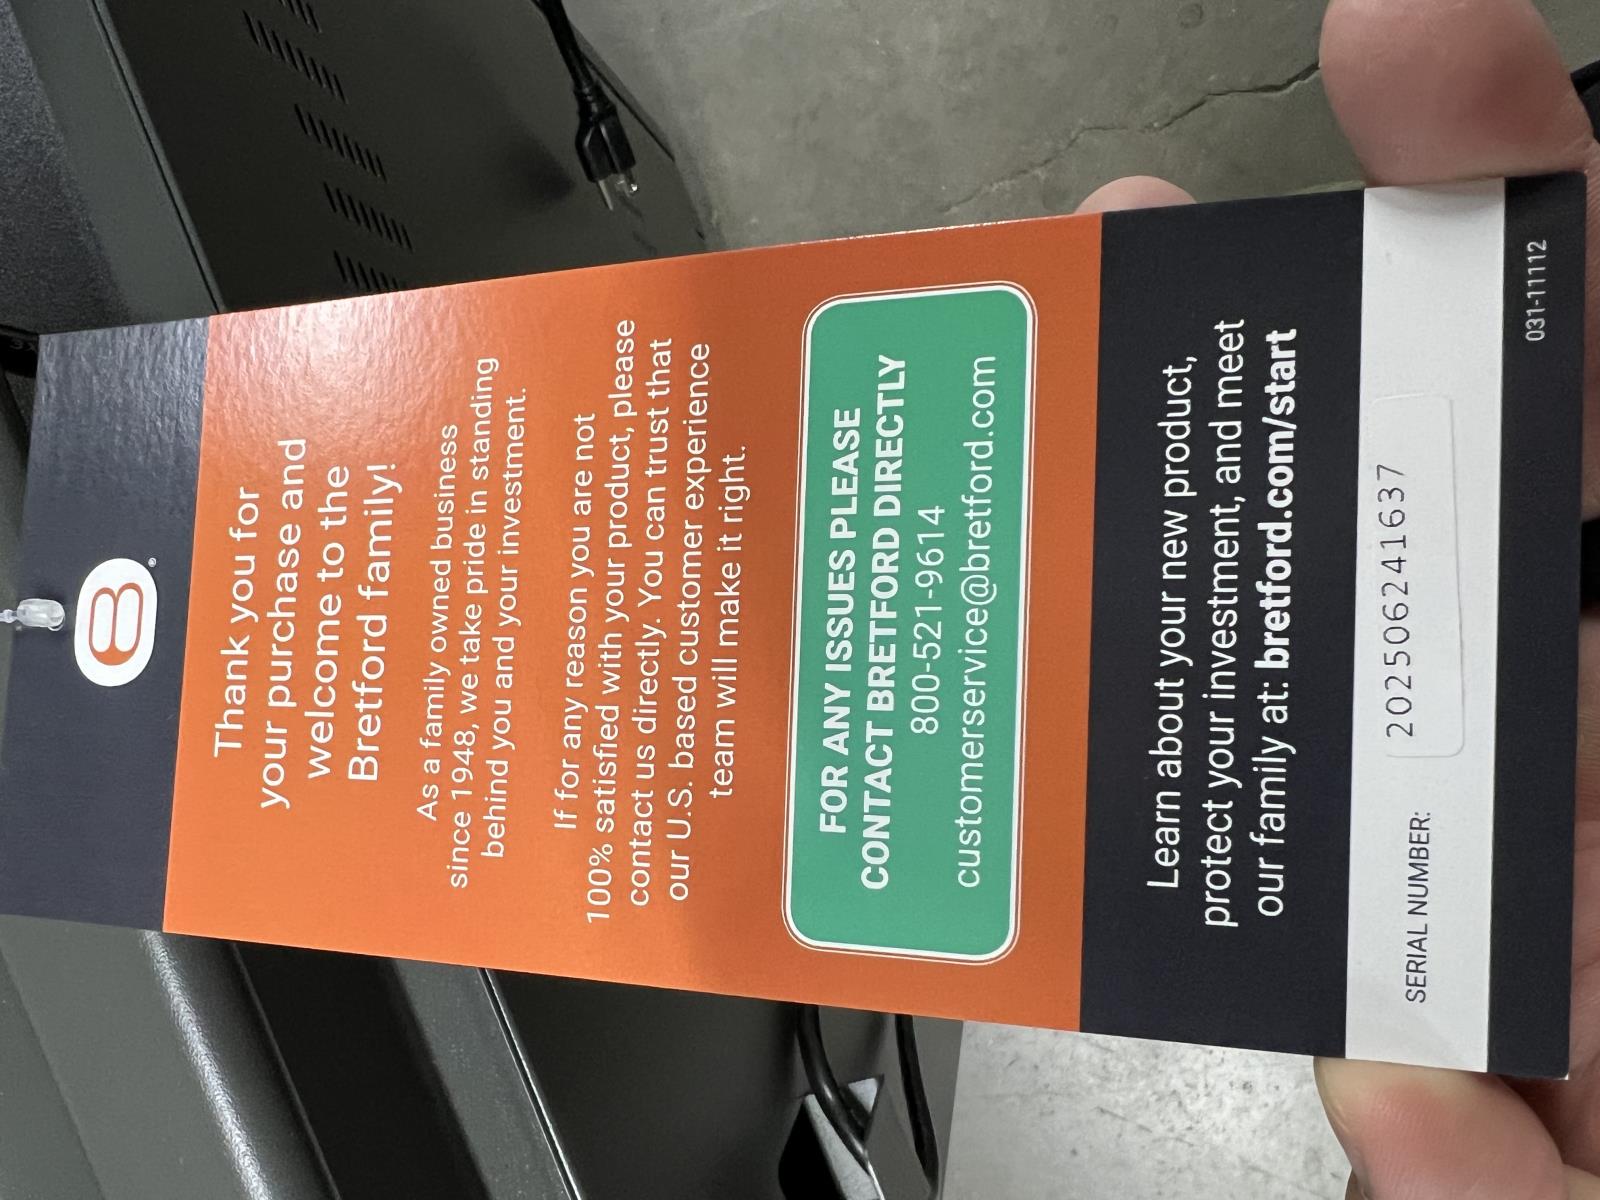 Thank you for
your purchase and
welcome to the
Bretford family!
As a family owned business
since 1948, we take pride in standing
behind you and your investment.
If for any reason you are not
100% satisfied with your product, please
contact us directly. You can trust that
our U.S. based customer experience
team will make it right.
FOR ANY ISSUES PLEASE
CONTACT BRETFORD DIRECTLY
800-521-9614
customerservice@bretford.com
Learn about your new product,
protect your investment, and meet
our family at: bretford.com/start
SERIAL NUMBER: 2025062416​37
031-11112